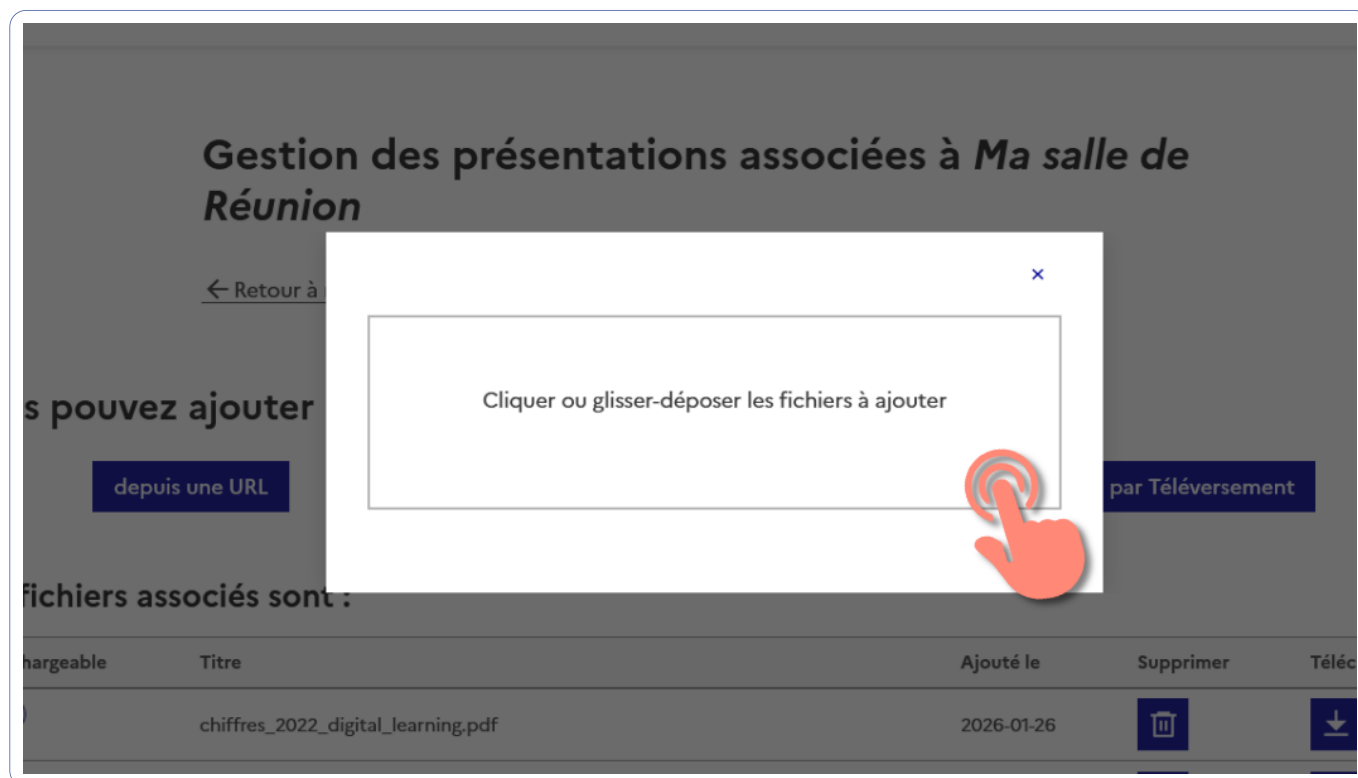 Gestion des présentations associées à Ma salle de
Réunion
← Retour à
×
Cliquer ou glisser-déposer les fichiers à ajouter
s pouvez ajouter
depuis une URL
par Téléversement
fichiers associés sont :
hargeable Titre Ajouté le Supprimer Téléc
chiffres_2022_digital_learning.pdf 2026-01-26